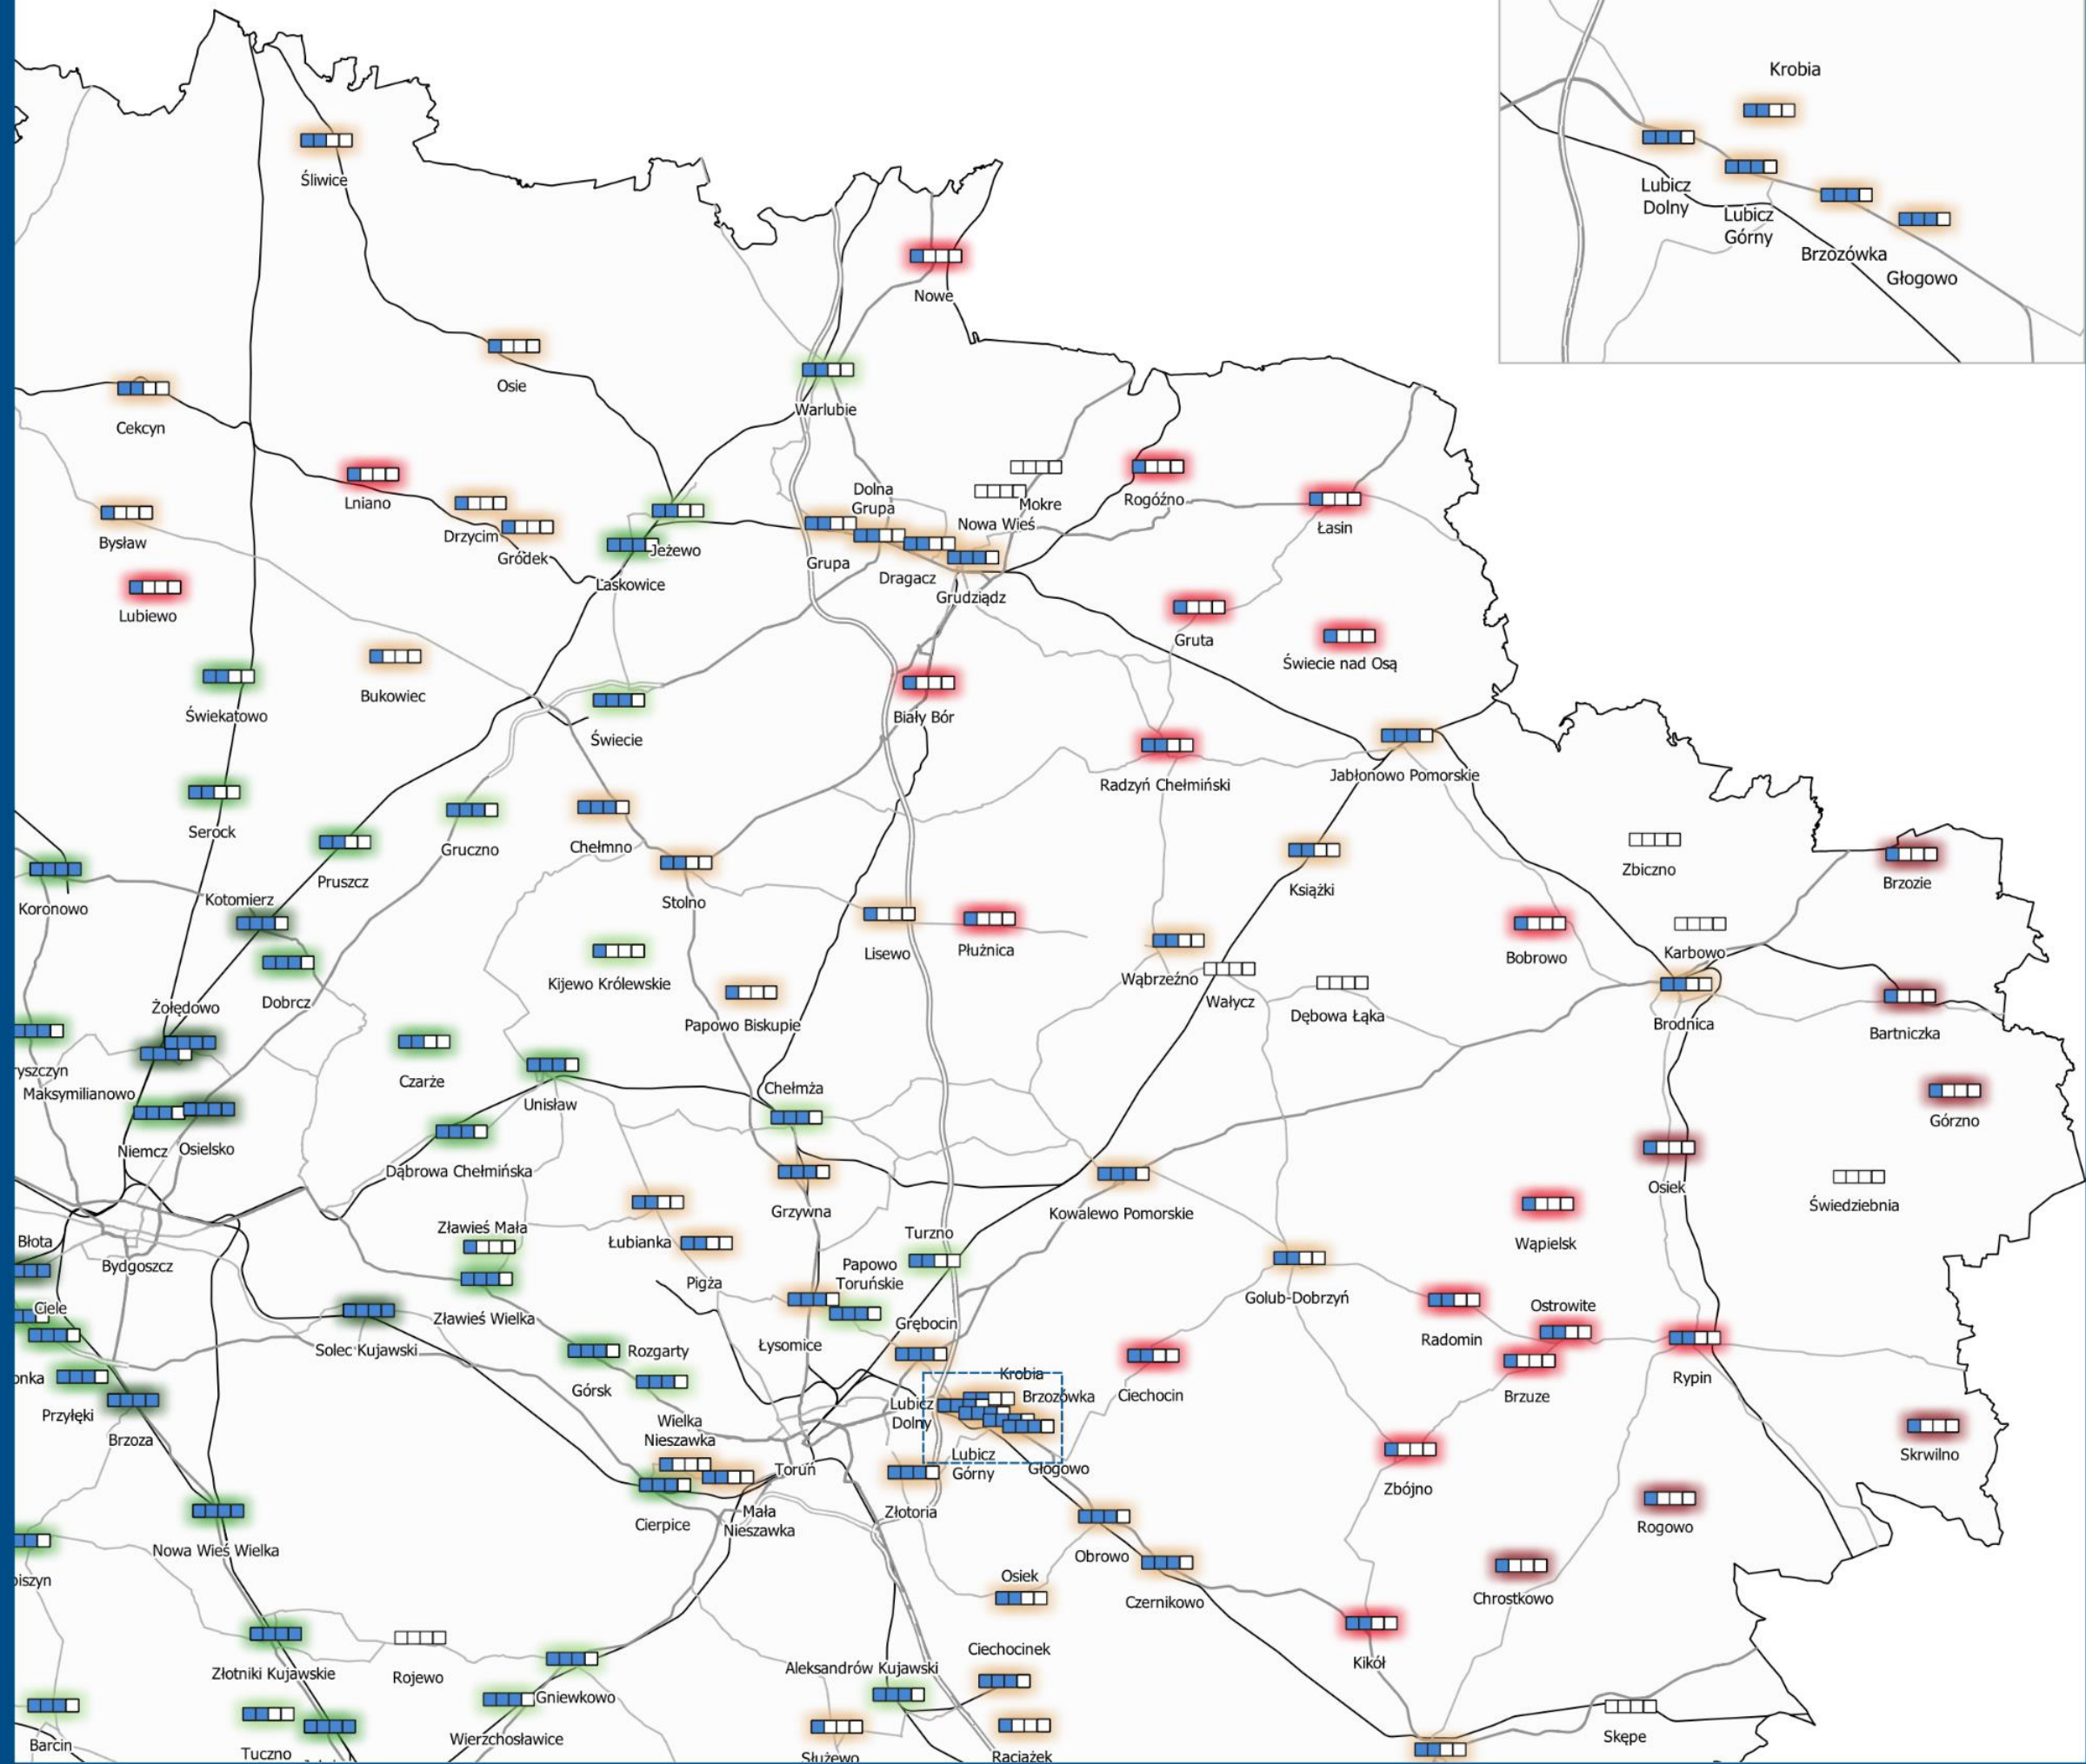 Krobia
Lubicz
Dolny
Lubicz
Górny
Brzozówka
Głogowo
Śliwice
Nowe
Osie
Warlubie
Cekcyn
Lniano
Drzycim
Gródek
Bysław
Lubiewo
Jeżewo
Laskowice
Dolna
Grupa
Grupa
Dragacz
Grudziądz
Mokre
Nowa Wieś
Rogóźno
Łasin
Gruta
Świecie nad Osą
Bukowiec
Świekatowo
Świecie
Biały Bór
Radzyń Chełmiński
Jabłonowo Pomorskie
Serock
Pruszcz
Gruczno
Chełmno
Stolno
Książki
Zbiczno
Brzozie
Koronowo
Kotomierz
Dobrcz
Kijewo Królewskie
Lisewo
Płużnica
Wąbrzeźno
Wałycz
Dębowa Łąka
Bobrowo
Karbowo
Brodnica
Bartniczka
Żołędowo
ryszczyn
Maksymilianowo
Papowo Biskupie
Czarże
Unisław
Chełmża
Niemcz
Osielsko
Dąbrowa Chełmińska
Grzywna
Kowalewo Pomorskie
Górzno
Osiek
Świedziebnia
Wąpielsk
Błota
Bydgoszcz
Zławieś Mała
Zławieś Wielka
Łubianka
Pigża
Turzno
Papowo
Toruńskie
Łysomice
Grębocin
Golub-Dobrzyń
Radomin
Ostrowite
Brzuze
Rypin
Ciele
Solec Kujawski
onka
Przyłęki
Brzoza
Rozgarty
Górsk
Wielka
Nieszawka
Krobia
Brzozówka
Lubicz
Dolny
Lubicz
Górny
Głogowo
Ciechocin
Skrwilno
Zbójno
Rogowo
Toruń
Cierpice
Mała
Nieszawka
Złotoria
Nowa Wieś Wielka
biszyn
Obrowo
Osiek
Czernikowo
Chrostkowo
Kikół
Złotniki Kujawskie
Rojewo
Gniewkowo
Wierzchosławice
Aleksandrów Kujawski
Ciechocinek
Barcin
Tuczno
Służewo
Raciążek
Skępe